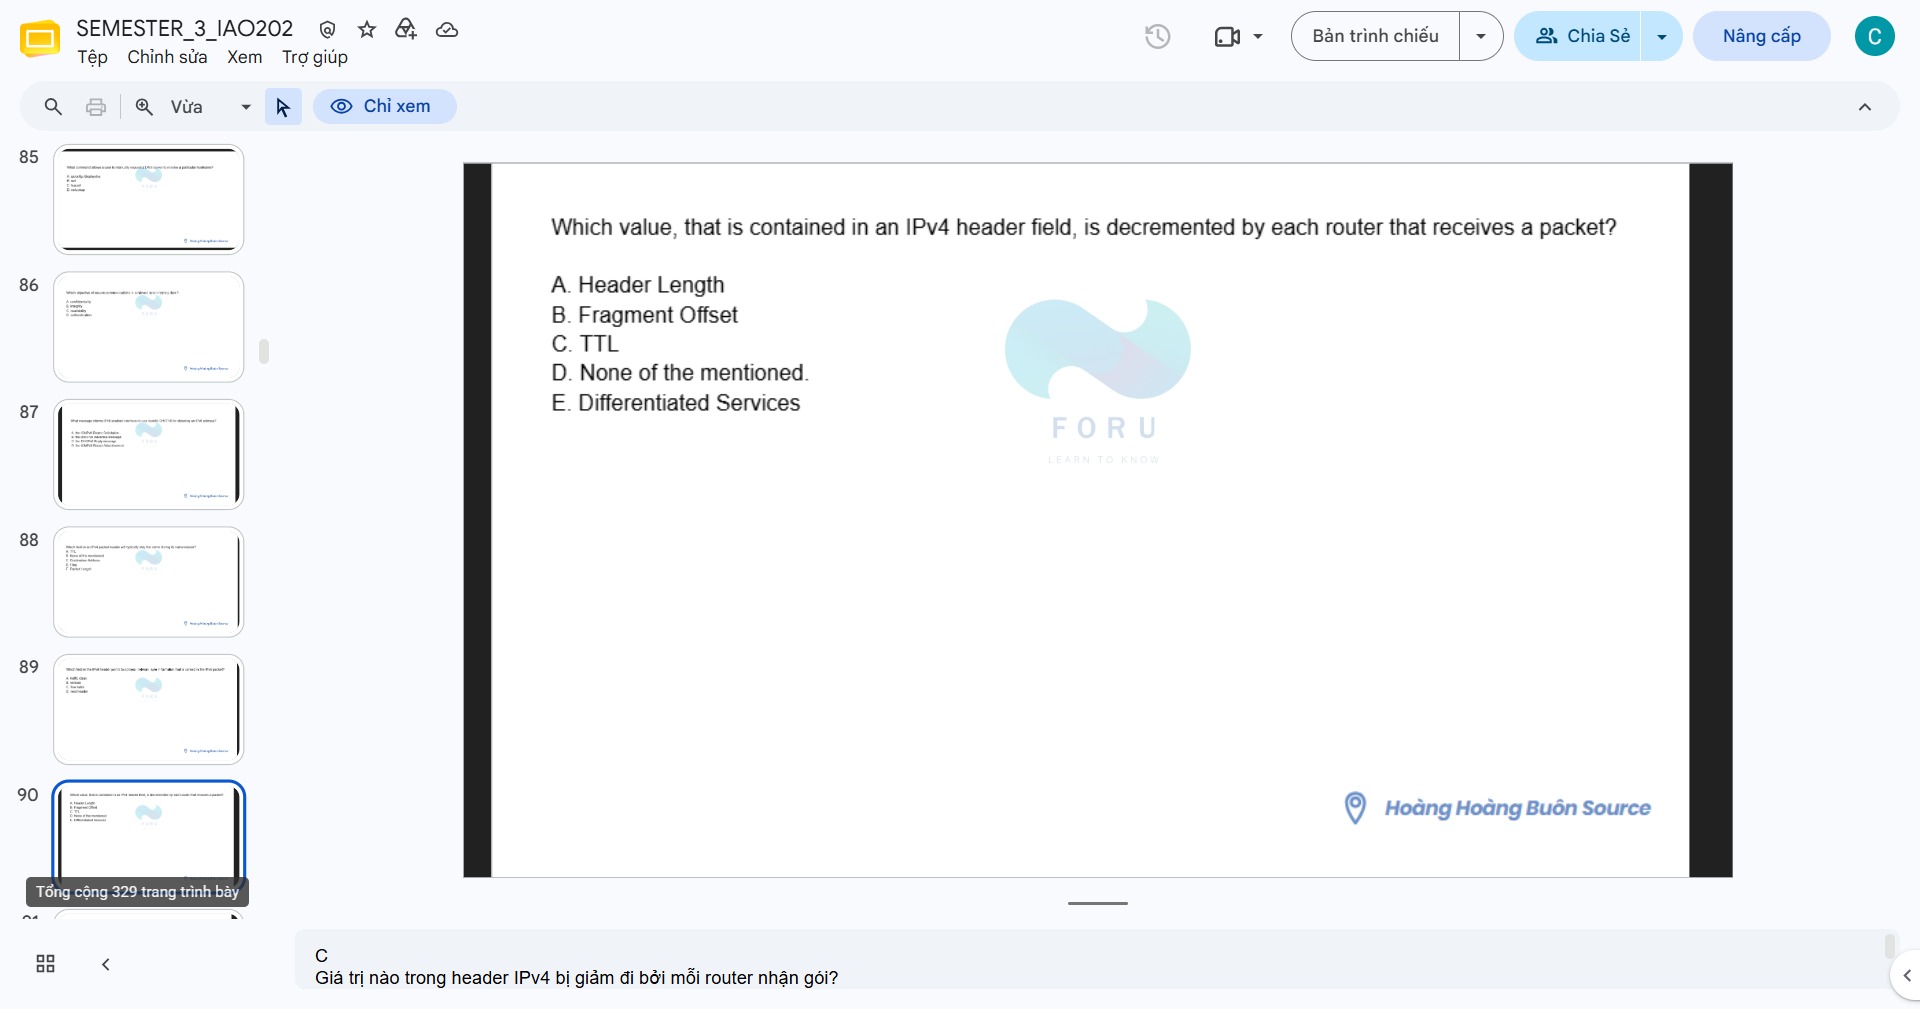 SEMESTER_3_IAO202
Tệp Chỉnh sửa Xem Trợ giúp
Bản trình chiếu
Chia Sẻ
Nâng cấp
C
Vừa
Chỉ xem
85
86
87
88
89
90
Tổng cộng 329 trang trình bày
Which value, that is contained in an IPv4 header field, is decremented by each router that receives a packet?
A. Header Length
B. Fragment Offset
C. TTL
D. None of the mentioned.
E. Differentiated Services
FORU
LEARN TO KNOW
Hoàng Hoàng Buôn Source
C
Giá trị nào trong header IPv4 bị giảm đi bởi mỗi router nhận gói?